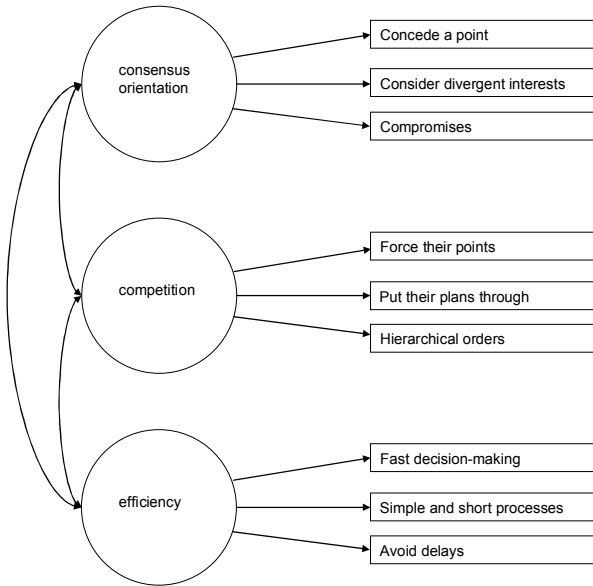 consensus
orientation
Concede a point
Consider divergent interests
Compromises
competition
Force their points
Put their plans through
Hierarchical orders
efficiency
Fast decision-making
Simple and short processes
Avoid delays